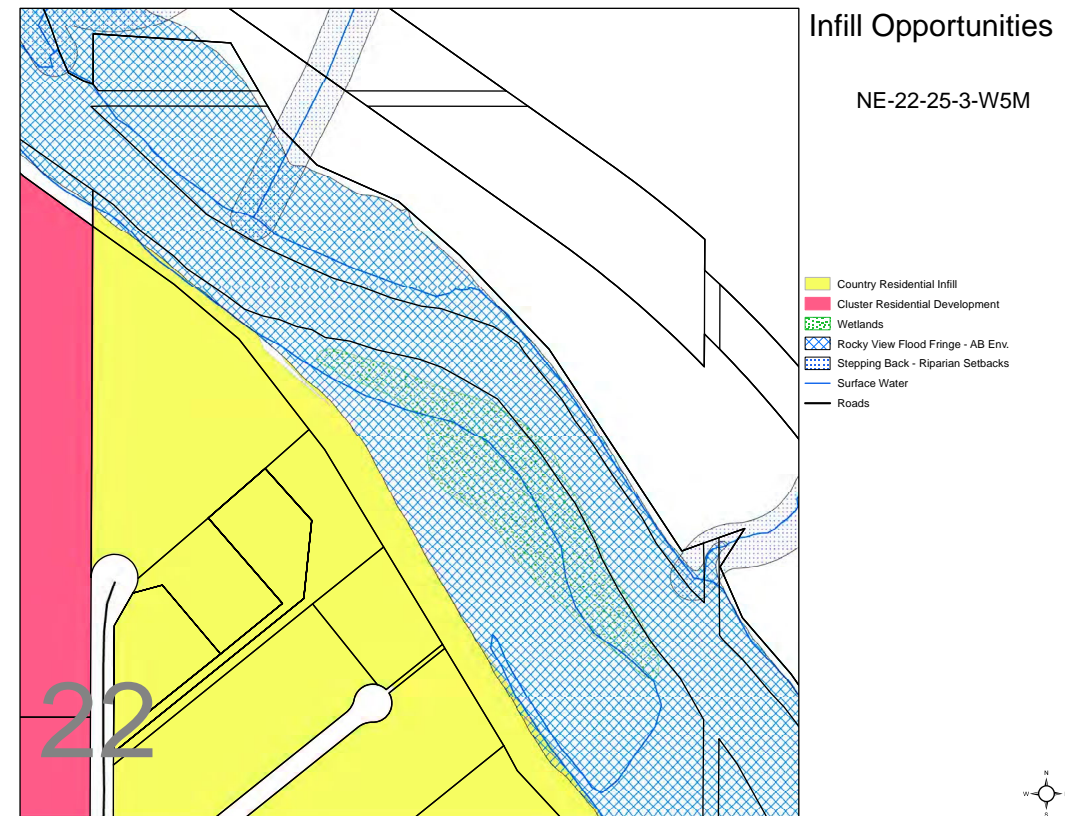 Infill Opportunities
NE-22-25-3-W5M
Country Residential Infill
Cluster Residential Development
Wetlands
Rocky View Flood Fringe - AB Env.
Stepping Back - Riparian Setbacks
Surface Water
Roads
22
N
W
S